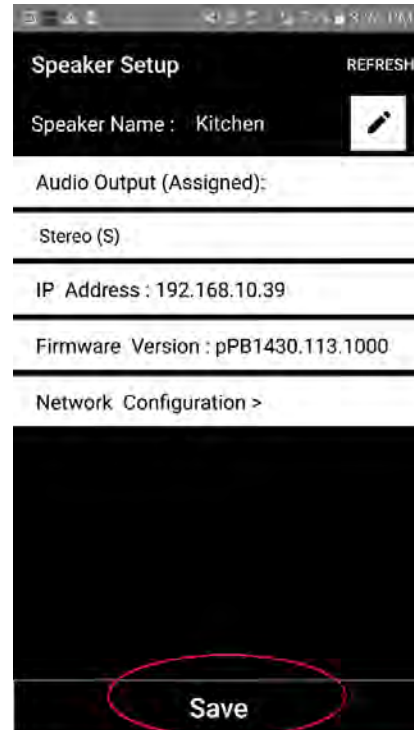 Speaker Setup REFRESH
Speaker Name : Kitchen
Audio Output (Assigned):
Stereo (S)
IP Address : 192.168.10.39
Firmware Version : pPB1430.113.1000
Network Configuration >
Save